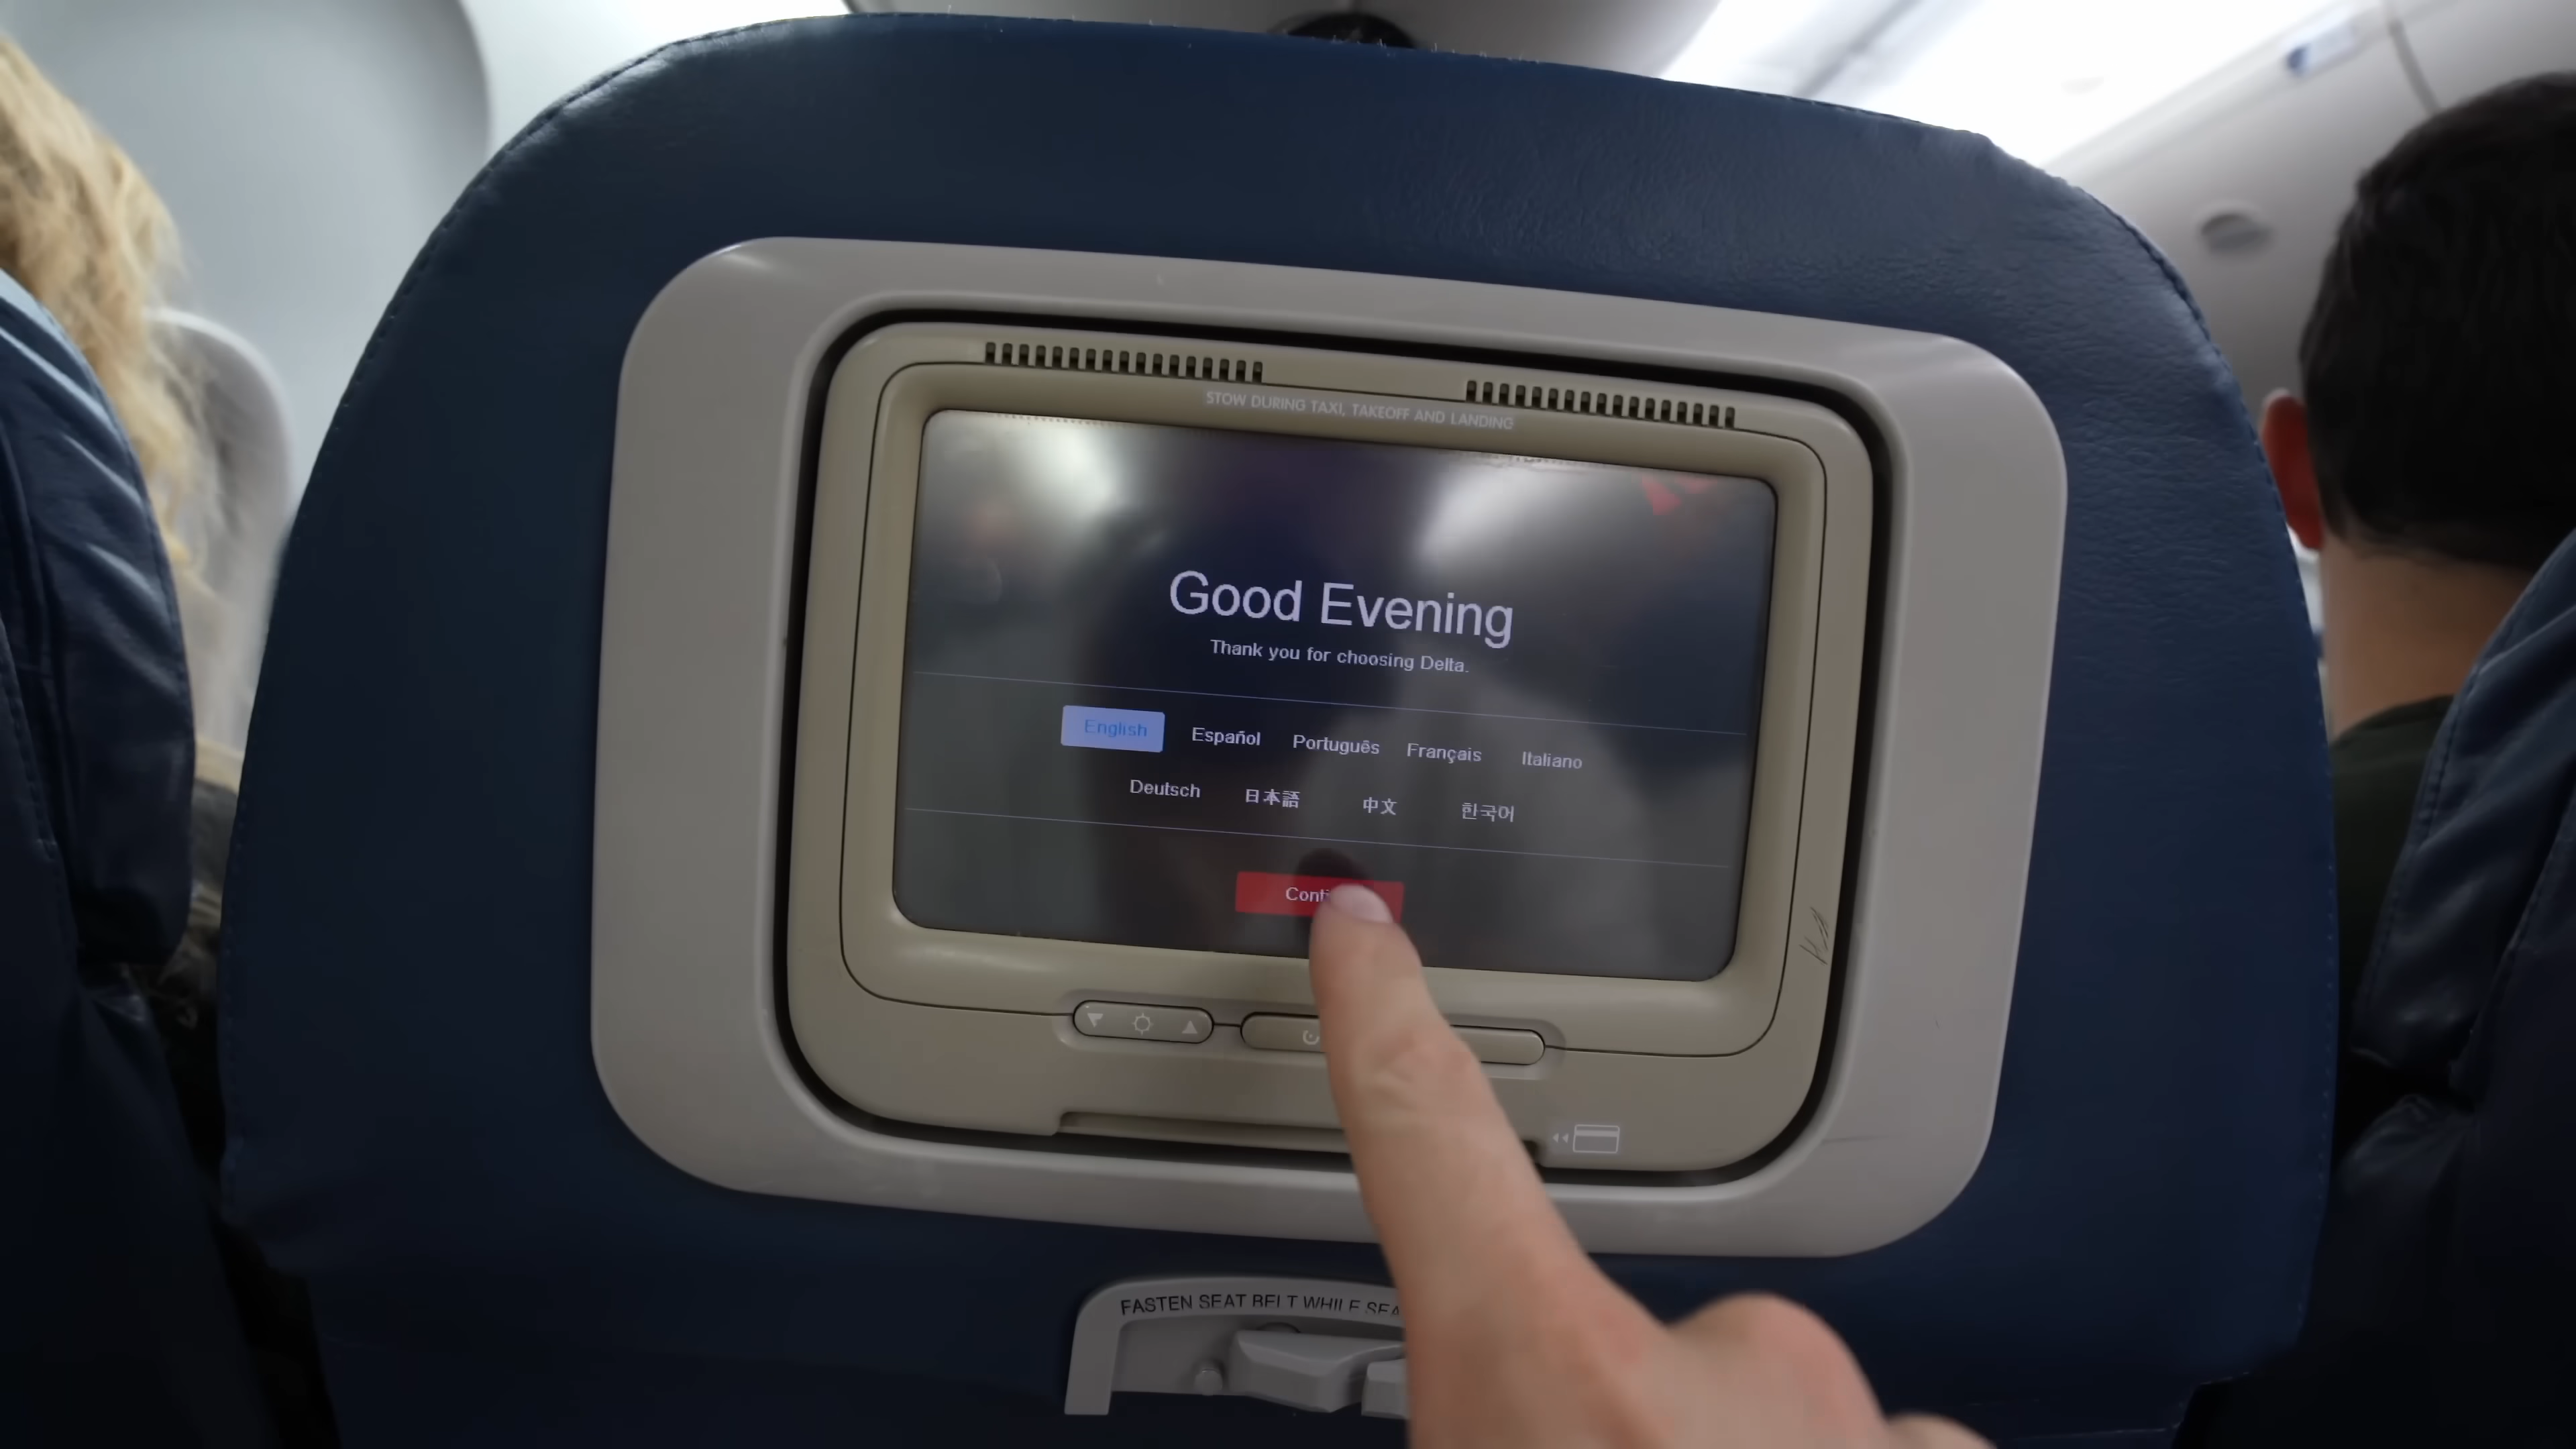 STOW DURING TAXI, TAKEOFF AND LANDING
Good Evening
Thank you for choosing Delta.
English Español Português Français Italiano
Deutsch 日本語 中文 한국어
FASTEN SEAT BELT WHILE